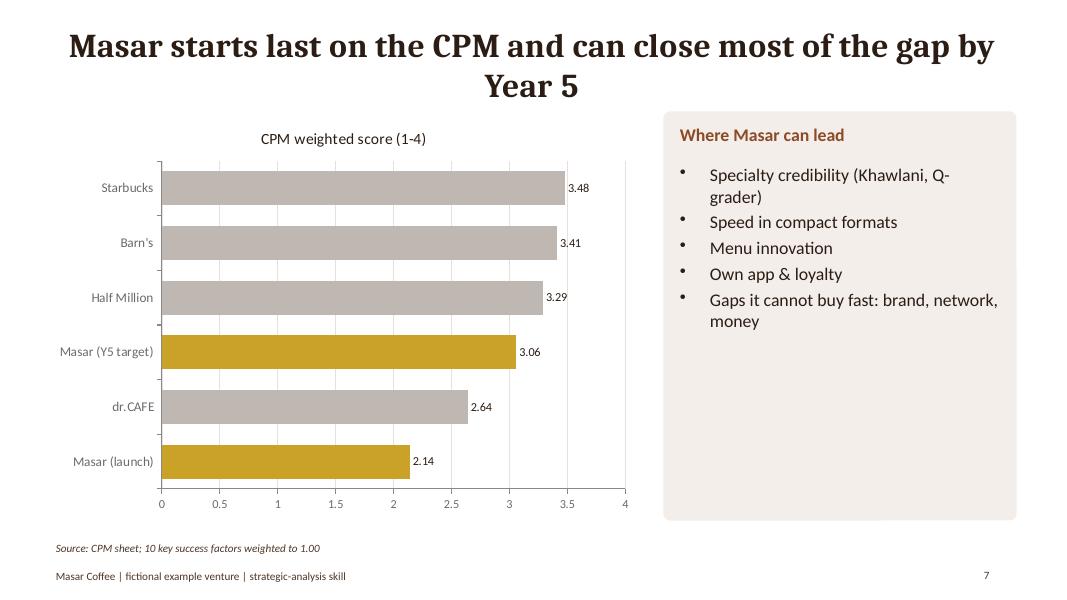 Masar starts last on the CPM and can close most of the gap by
Year 5
CPM weighted score (1-4)
Starbucks
3.48
Barn's
3.41
Half Million
3.29
Masar (Y5 target)
3.06
dr.CAFE
2.64
Masar (launch)
2.14
0 0.5 1 1.5 2 2.5 3 3.5 4
Where Masar can lead
• Specialty credibility (Khawlani, Q-
grader)
• Speed in compact formats
• Menu innovation
• Own app & loyalty
• Gaps it cannot buy fast: brand, network,
money
Source: CPM sheet; 10 key success factors weighted to 1.00
Masar Coffee | fictional example venture | strategic-analysis skill
7